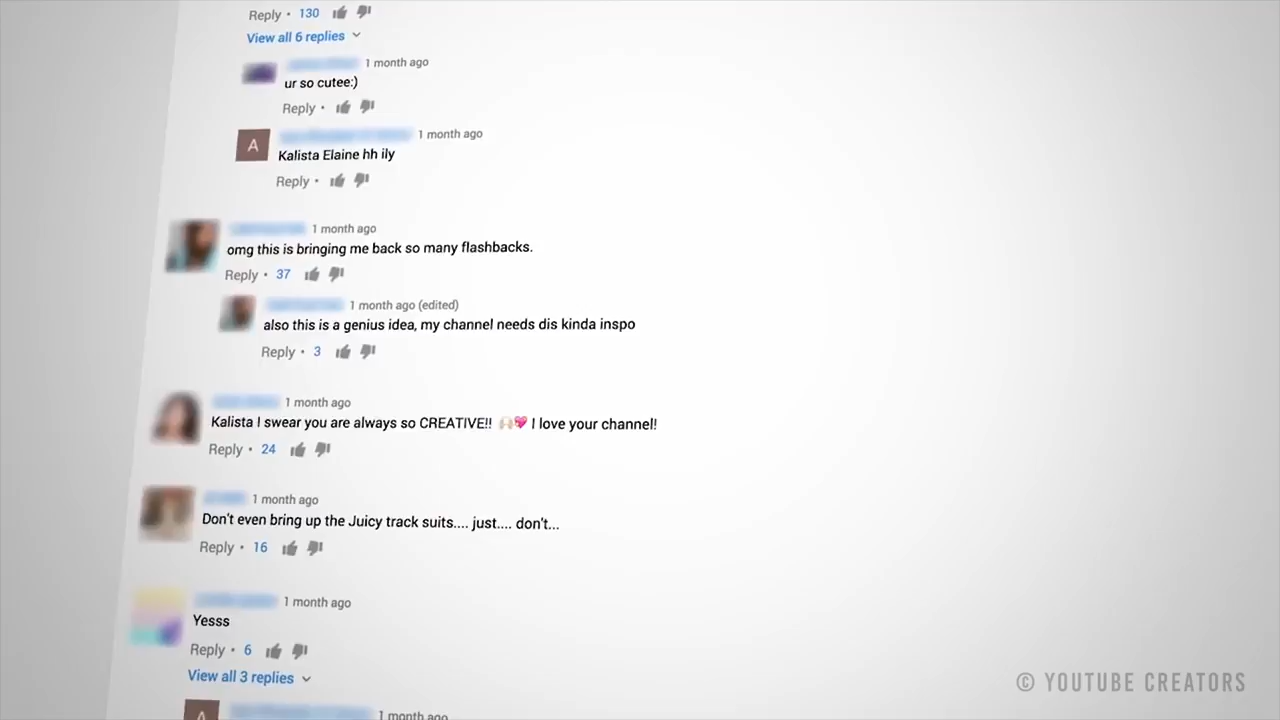 Reply • 130
View all 6 replies
1 month ago
ur so cutee:)
Reply •
A
1 month ago
Kalista Elaine hh ily
Reply •
1 month ago
omg this is bringing me back so many flashbacks.
Reply • 37
1 month ago (edited)
also this is a genius idea, my channel needs dis kinda inspo
Reply • 3
1 month ago
Kalista I swear you are always so CREATIVE!! 🙌🏻💖 I love your channel!
Reply • 24
1 month ago
Don't even bring up the Juicy track suits.... just.... don't...
Reply • 16
1 month ago
Yesss
Reply • 6
View all 3 replies
A
1 month ago
© YOUTUBE CREATORS